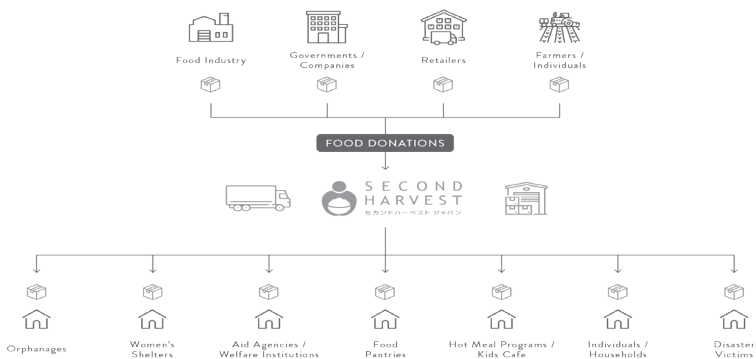 Food Industry
Governments /
Companies
Retailers
Farmers /
Individuals
FOOD DONATIONS
SECOND
HARVEST
セカンドハーベスト ジャパン
Orphanages
Women's
Shelters
Aid Agencies /
Welfare Institutions
Food
Pantries
Hot Meal Programs /
Kids Cafe
Individuals /
Households
Disaster
Victims